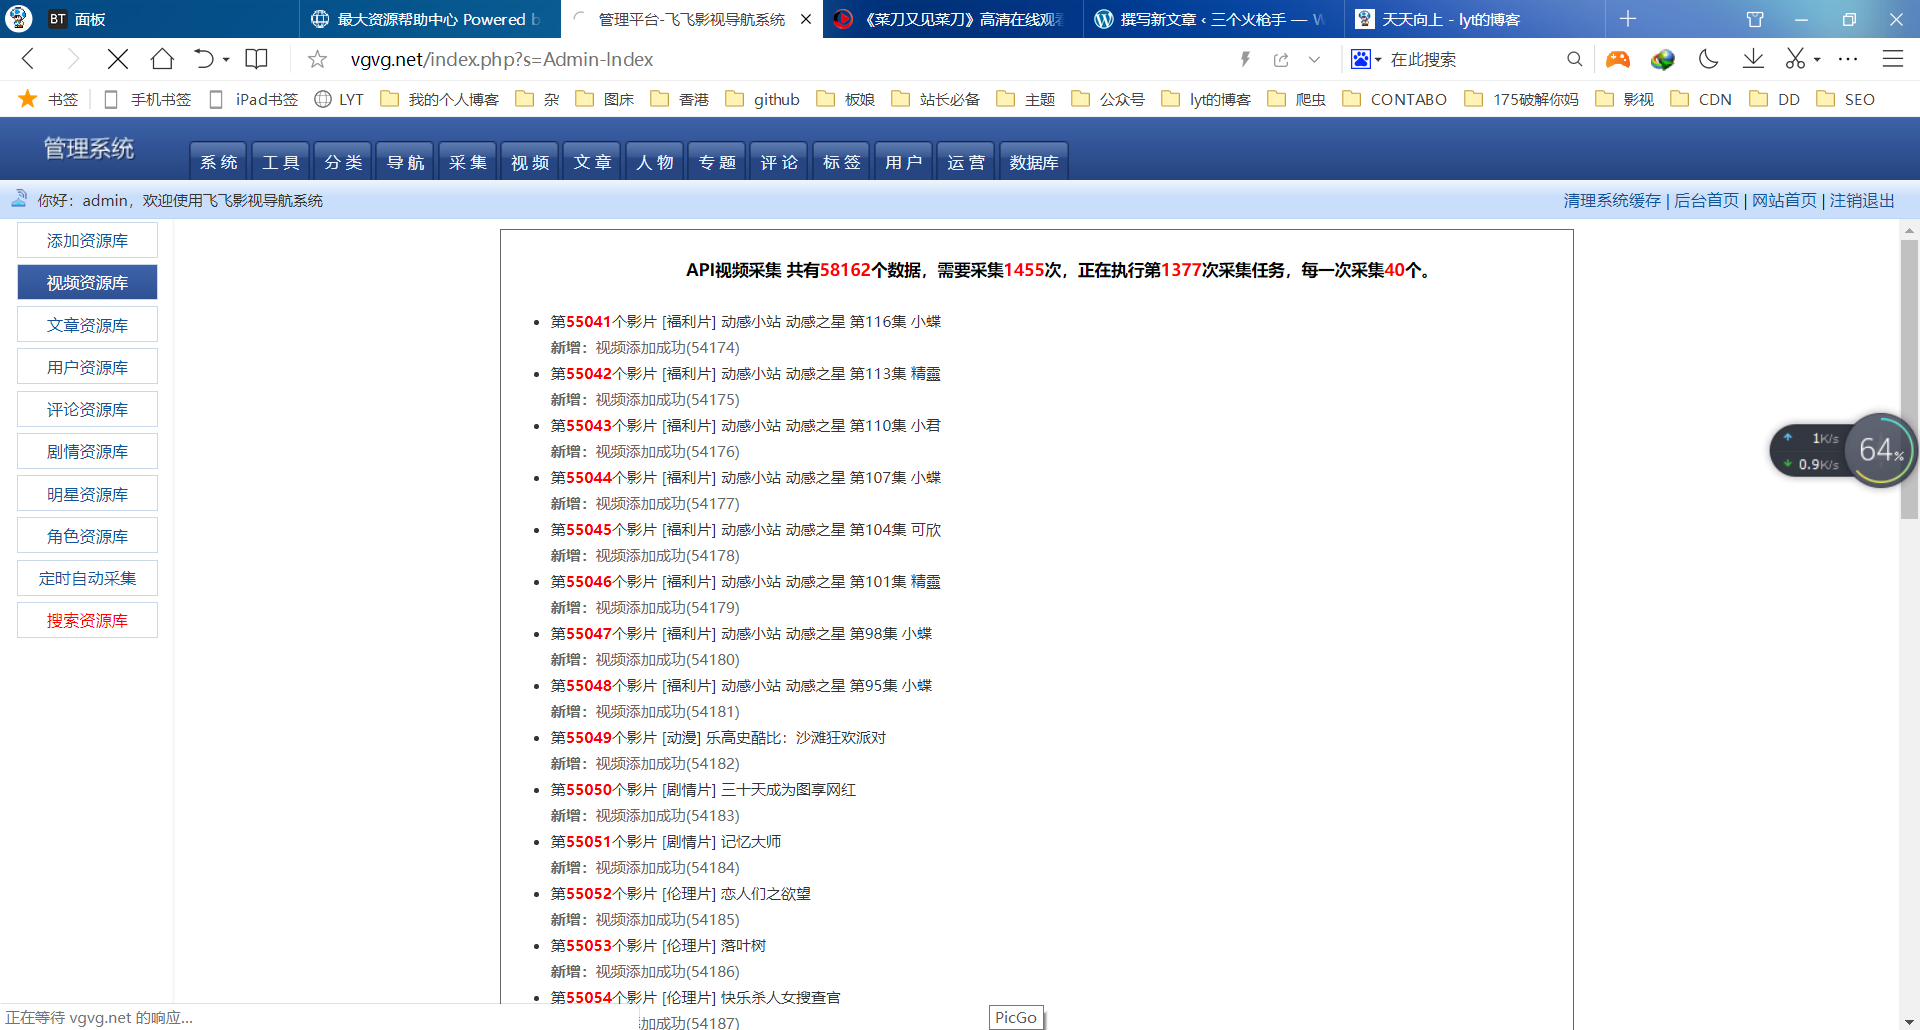 BT 面板
最大资源帮助中心 Powered b
管理平台-飞飞影视导航系统
《菜刀又见菜刀》高清在线观看
撰写新文章 ‹ 三个火枪手 — W
天天向上 - lyt的博客
vgvg.net/index.php?s=Admin-Index
在此搜索
书签 手机书签 iPad书签 LYT 我的个人博客 杂 图床 香港 github 板娘 站长必备 主题 公众号 lyt的博客 爬虫 CONTABO 175破解你妈 影视 CDN DD SEO
管理系统
系 统 工 具 分 类 导 航 采 集 视 频 文 章 人 物 专 题 评 论 标 签 用 户 运 营 数据库
你好：admin，欢迎使用飞飞影视导航系统
清理系统缓存 | 后台首页 | 网站首页 | 注销退出
添加资源库
视频资源库
文章资源库
用户资源库
评论资源库
剧情资源库
明星资源库
角色资源库
定时自动采集
搜索资源库
API视频采集 共有58162个数据，需要采集1455次，正在执行第1377次采集任务，每一次采集40个。
第55041个影片 [福利片] 动感小站 动感之星 第116集 小蝶
新增：视频添加成功(54174)
第55042个影片 [福利片] 动感小站 动感之星 第113集 精靈
新增：视频添加成功(54175)
第55043个影片 [福利片] 动感小站 动感之星 第110集 小君
新增：视频添加成功(54176)
第55044个影片 [福利片] 动感小站 动感之星 第107集 小蝶
新增：视频添加成功(54177)
第55045个影片 [福利片] 动感小站 动感之星 第104集 可欣
新增：视频添加成功(54178)
第55046个影片 [福利片] 动感小站 动感之星 第101集 精靈
新增：视频添加成功(54179)
第55047个影片 [福利片] 动感小站 动感之星 第98集 小蝶
新增：视频添加成功(54180)
第55048个影片 [福利片] 动感小站 动感之星 第95集 小蝶
新增：视频添加成功(54181)
第55049个影片 [动漫] 乐高史酷比：沙滩狂欢派对
新增：视频添加成功(54182)
第55050个影片 [剧情片] 三十天成为图享网红
新增：视频添加成功(54183)
第55051个影片 [剧情片] 记忆大师
新增：视频添加成功(54184)
第55052个影片 [伦理片] 恋人们之欲望
新增：视频添加成功(54185)
第55053个影片 [伦理片] 落叶树
新增：视频添加成功(54186)
第55054个影片 [伦理片] 快乐杀人女搜查官
加成功(54187)
1K/s
0.9K/s
64%
正在等待 vgvg.net 的响应...
PicGo